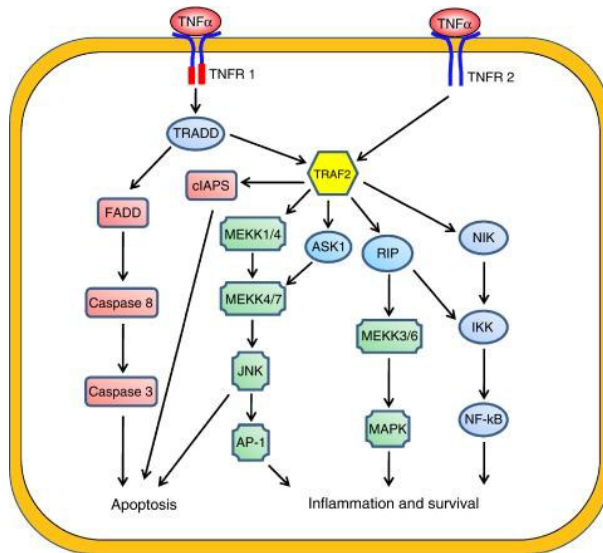 TNFα
TNFα
TNFR 1
TNFR 2
TRADD
TRAF2
cIAPS
FADD
MEKK1/4
ASK1
RIP
NIK
Caspase 8
MEKK4/7
MEKK3/6
IKK
Caspase 3
JNK
AP-1
MAPK
NF-kB
Apoptosis
Inflammation and survival